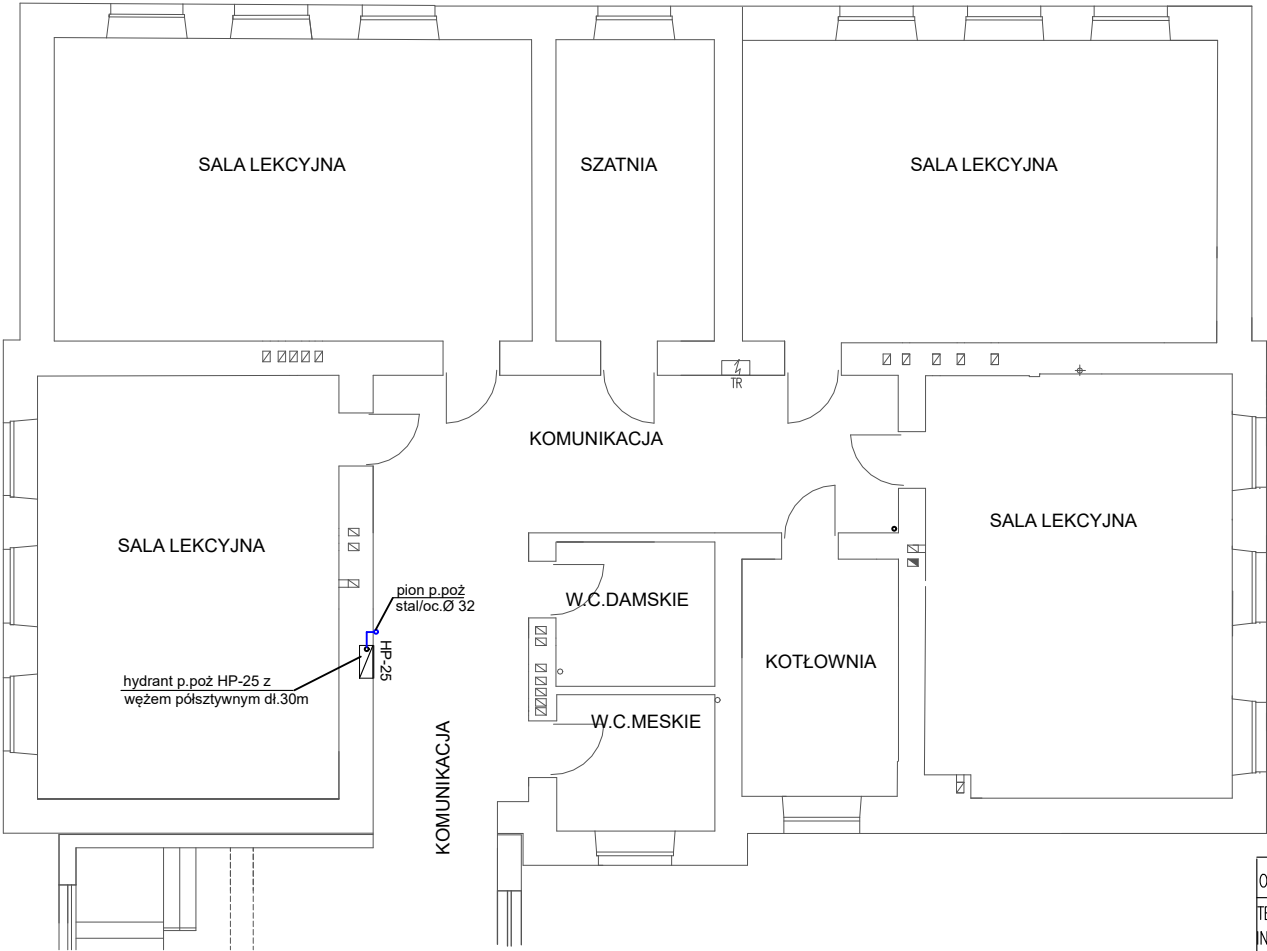 SALA LEKCYJNA
SZATNIA
SALA LEKCYJNA
TR
KOMUNIKACJA
SALA LEKCYJNA
SALA LEKCYJNA
pion p.poż
stal/oc.Ø 32
W.C.DAMSKIE
HP-25
KOTŁOWNIA
hydrant p.poż HP-25 z
wężem półsztywnym dł.30m
W.C.MESKIE
KOMUNIKACJA